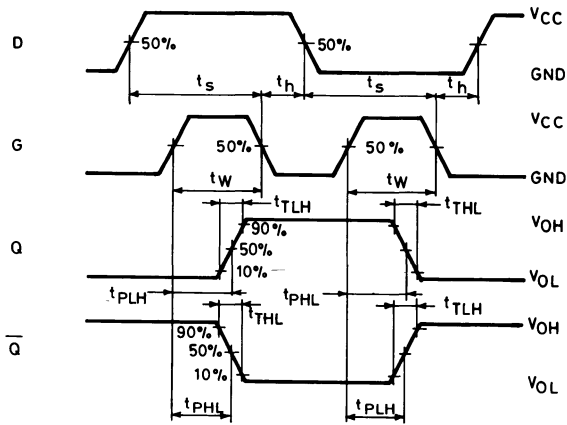 VCC
D
50%
50%
GND
ts
th
ts
th
VCC
G
50%
50%
GND
tW
tW
tTLH
tTHL
VOH
90%
Q
50%
10%
VOL
tPLH
tPHL
tTHL
tTLH
VOH
90%
Q
50%
10%
VOL
tPHL
tPLH